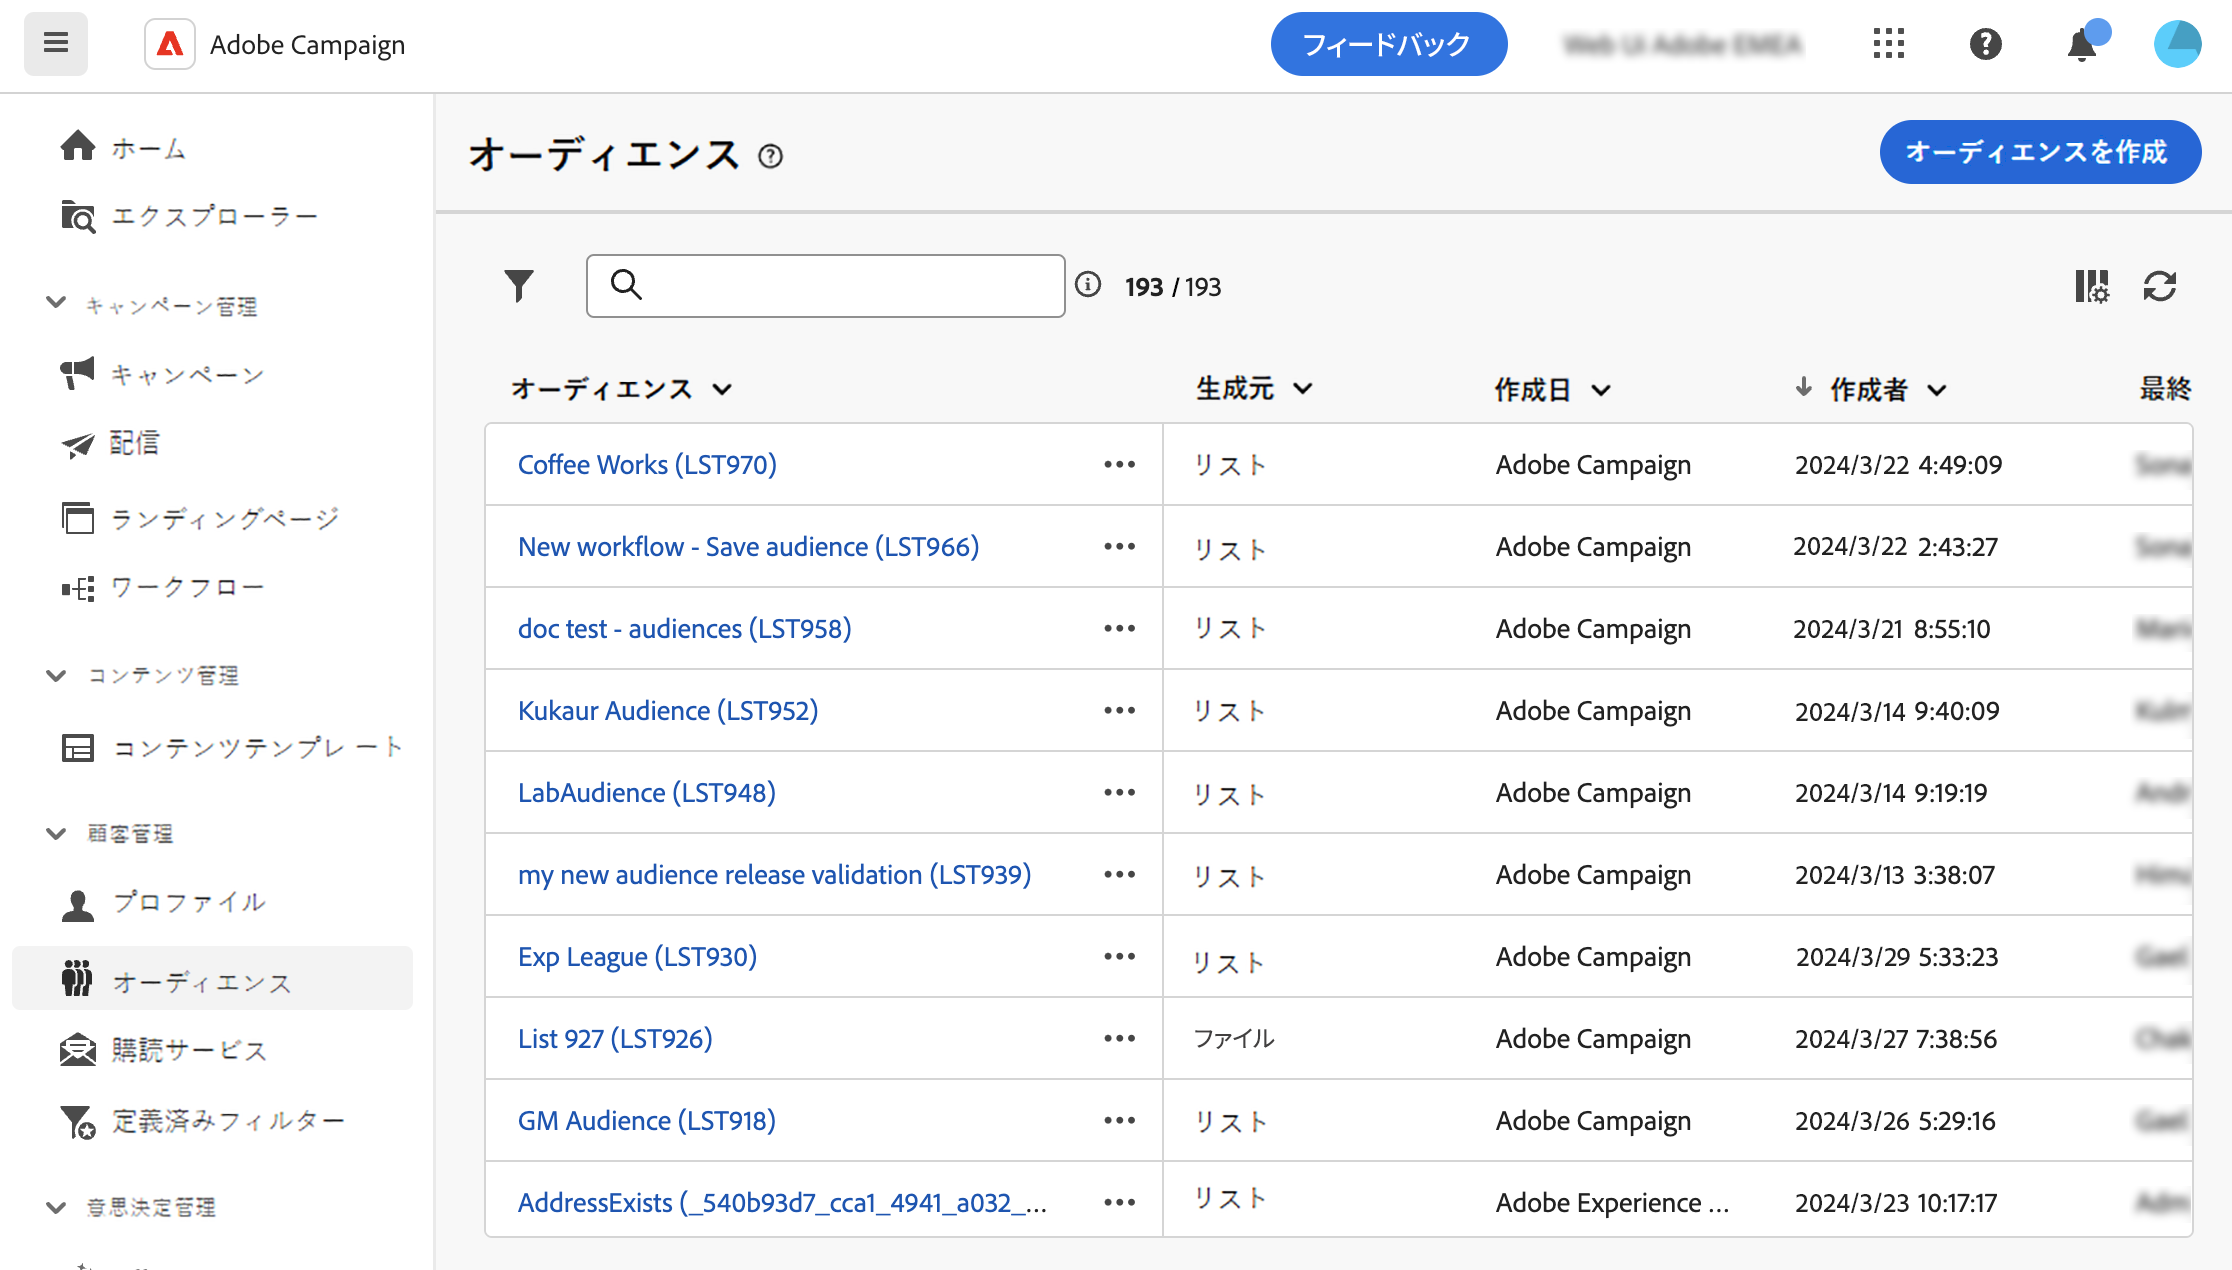 Adobe Campaign
フィードバック
ホーム
エクスプローラー
キャンペーン管理
キャンペーン
配信
ランディングページ
ワークフロー
コンテンツ管理
コンテンツテンプレート
顧客管理
プロファイル
オーディエンス
購読サービス
定義済みフィルター
意思決定管理
オーディエンス
オーディエンスを作成
193 / 193
オーディエンス 生成元 作成日 作成者 最終
Coffee Works (LST970) ••• リスト Adobe Campaign 2024/3/22 4:49:09
New workflow - Save audience (LST966) ••• リスト Adobe Campaign 2024/3/22 2:43:27
doc test - audiences (LST958) ••• リスト Adobe Campaign 2024/3/21 8:55:10
Kukaur Audience (LST952) ••• リスト Adobe Campaign 2024/3/14 9:40:09
LabAudience (LST948) ••• リスト Adobe Campaign 2024/3/14 9:19:19
my new audience release validation (LST939) ••• リスト Adobe Campaign 2024/3/13 3:38:07
Exp League (LST930) ••• リスト Adobe Campaign 2024/3/29 5:33:23
List 927 (LST926) ••• ファイル Adobe Campaign 2024/3/27 7:38:56
GM Audience (LST918) ••• リスト Adobe Campaign 2024/3/26 5:29:16
AddressExists (_540b93d7_cca1_4941_a032_... ••• リスト Adobe Experience ... 2024/3/23 10:17:17